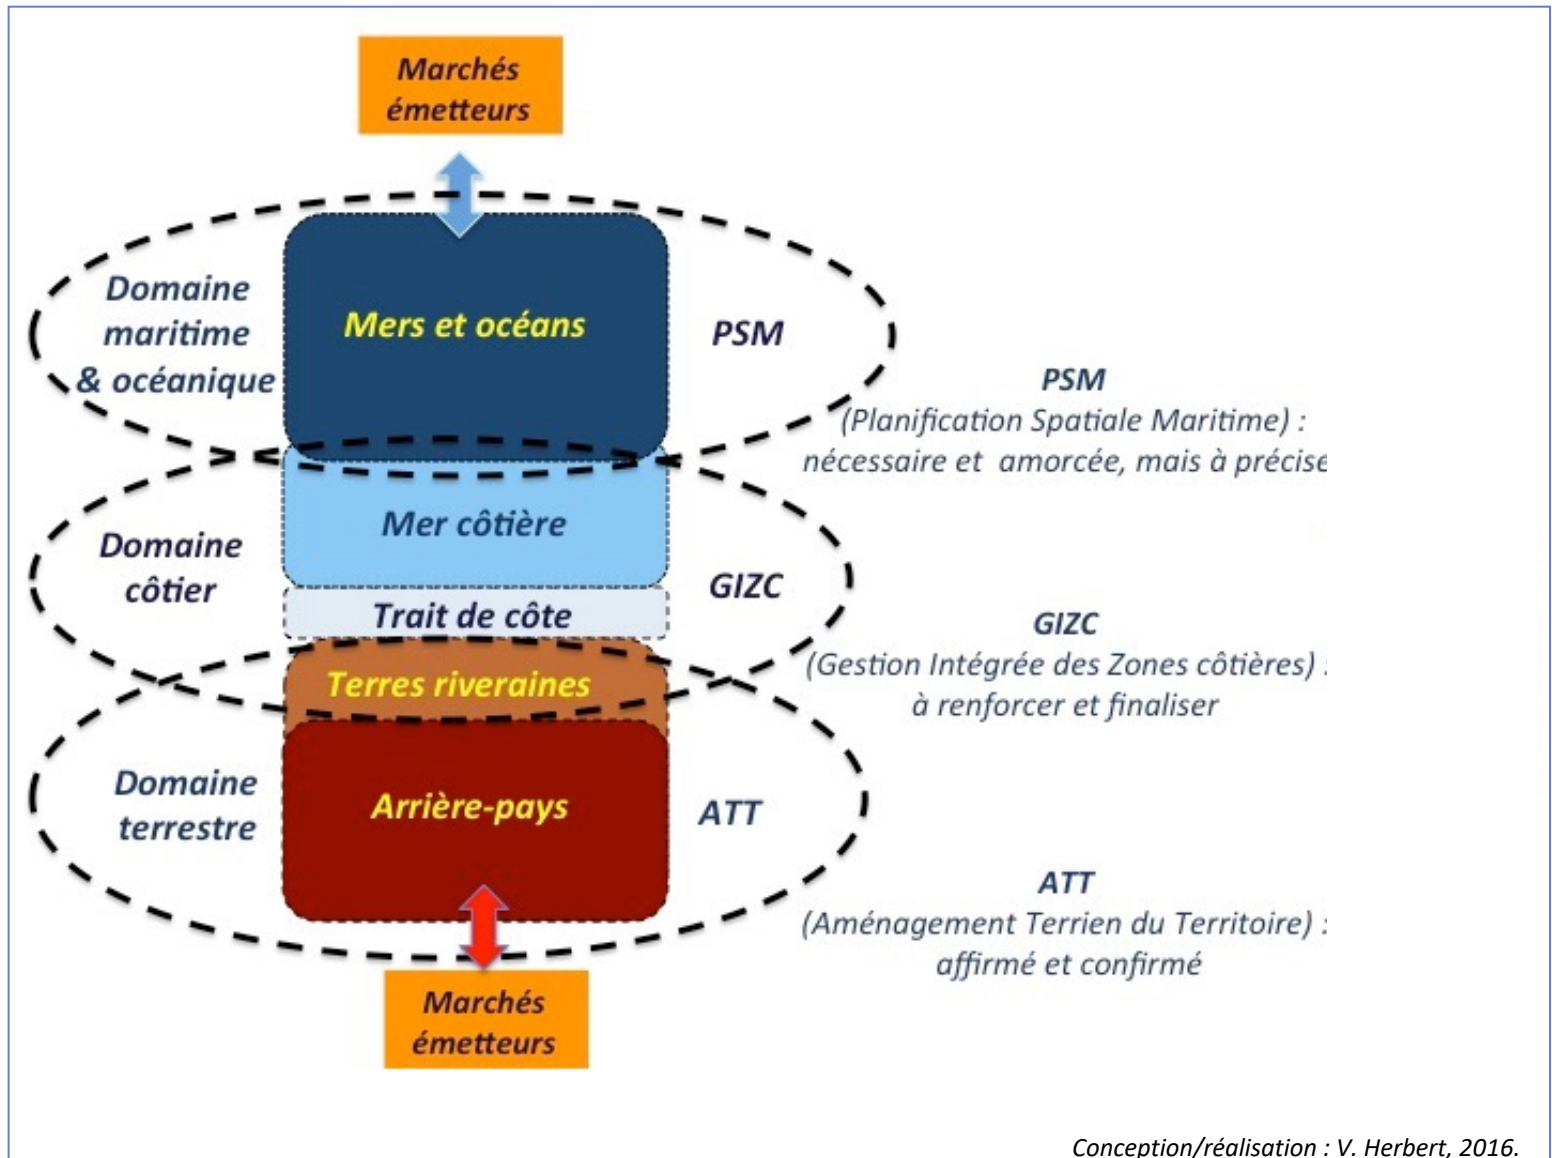 Marchés
émetteurs
Domaine
maritime
& océanique
Mers et océans
PSM
PSM
(Planification Spatiale Maritime) :
nécessaire et amorcée, mais à précise
Mer côtière
Domaine
côtier
GIZC
Trait de côte
GIZC
(Gestion Intégrée des Zones côtières) :
à renforcer et finaliser
Terres riveraines
Domaine
terrestre
Arrière-pays
ATT
ATT
(Aménagement Terrien du Territoire) :
affirmé et confirmé
Marchés
émetteurs
Conception/réalisation : V. Herbert, 2016.